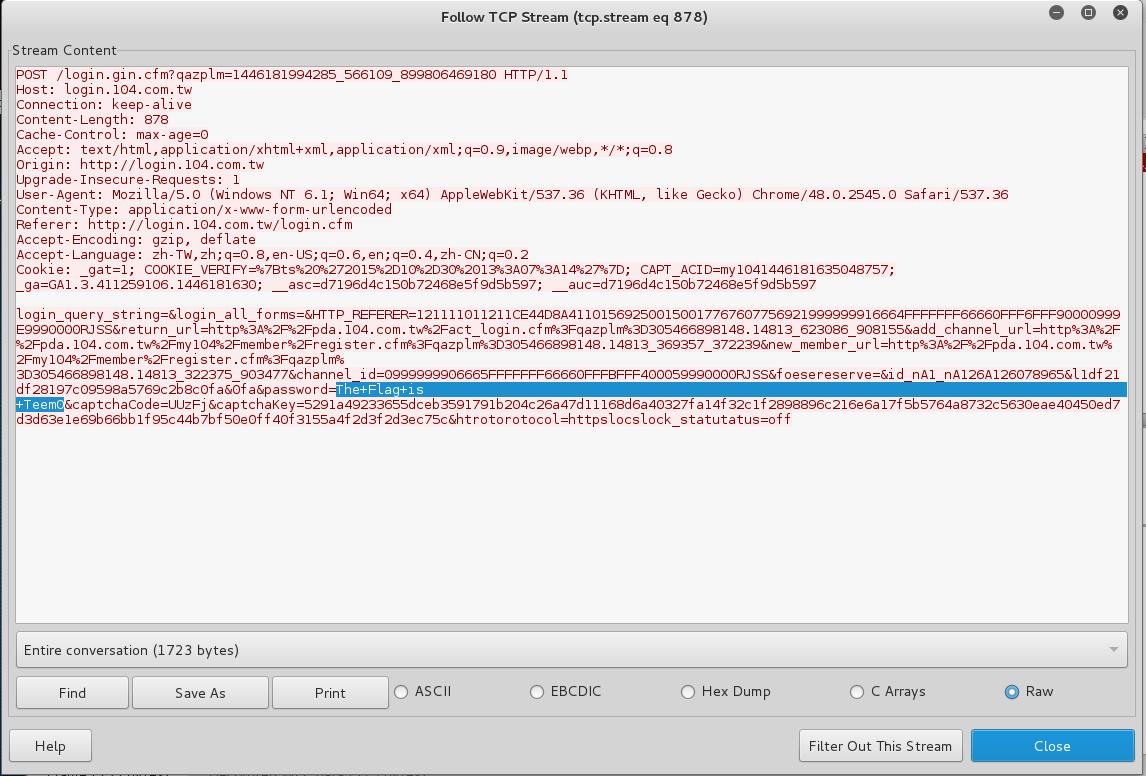 Follow TCP Stream (tcp.stream eq 878)
Stream Content
POST /login.gin.cfm?qazplm=1446181994285_566109_899806469180 HTTP/1.1
Host: login.104.com.tw
Connection: keep-alive
Content-Length: 878
Cache-Control: max-age=0
Accept: text/html,application/xhtml+xml,application/xml;q=0.9,image/webp,*/*;q=0.8
Origin: http://login.104.com.tw
Upgrade-Insecure-Requests: 1
User-Agent: Mozilla/5.0 (Windows NT 6.1; Win64; x64) AppleWebKit/537.36 (KHTML, like Gecko) Chrome/48.0.2545.0 Safari/537.36
Content-Type: application/x-www-form-urlencoded
Referer: http://login.104.com.tw/login.cfm
Accept-Encoding: gzip, deflate
Accept-Language: zh-TW,zh;q=0.8,en-US;q=0.6,en;q=0.4,zh-CN;q=0.2
Cookie: _gat=1; COOKIE_VERIFY=%7Bts%20%272015%2D10%2D30%2013%3A07%3A14%27%7D; CAPT_ACID=my1041446181635048757;
_ga=GA1.3.411259106.1446181630; __asc=d7196d4c150b72468e5f9d5b597; __auc=d7196d4c150b72468e5f9d5b597
login_query_string=&login_all_forms=&HTTP_REFERER=121111011211CE44D8A411015692500150017767607756921999999916664FFFFFFF66660FFF6FFF90000999
E9990000RJSS&return_url=http%3A%2F%2Fpda.104.com.tw%2Fact_login.cfm%3Fqazplm%3D305466898148.14813_623086_908155&add_channel_url=http%3A%2F
%2Fpda.104.com.tw%2Fmy104%2Fmember%2Fregister.cfm%3Fqazplm%3D305466898148.14813_369357_372239&new_member_url=http%3A%2F%2Fpda.104.com.tw%
2Fmy104%2Fmember%2Fregister.cfm%3Fqazplm%
3D305466898148.14813_322375_903477&channel_id=0999999906665FFFFFFF66660FFFBFFF400059990000RJSS&foesereserve=&id_nA1_nA126A126078965&l1df21
df28197c09598a5769c2b8c0fa&0fa&password=The+Flag+is
+Teem0&captchaCode=UUzFj&captchaKey=5291a49233655dceb3591791b204c26a47d11168d6a40327fa14f32c1f2898896c216e6a17f5b5764a8732c5630eae40450ed7
d3d63e1e69b66bb1f95c44b7bf50e0ff40f3155a4f2d3f2d3ec75c&htrotorotocol=httpslocslock_statutatus=off
Entire conversation (1723 bytes)
Find Save As Print ASCII EBCDIC Hex Dump C Arrays Raw
Help Filter Out This Stream Close